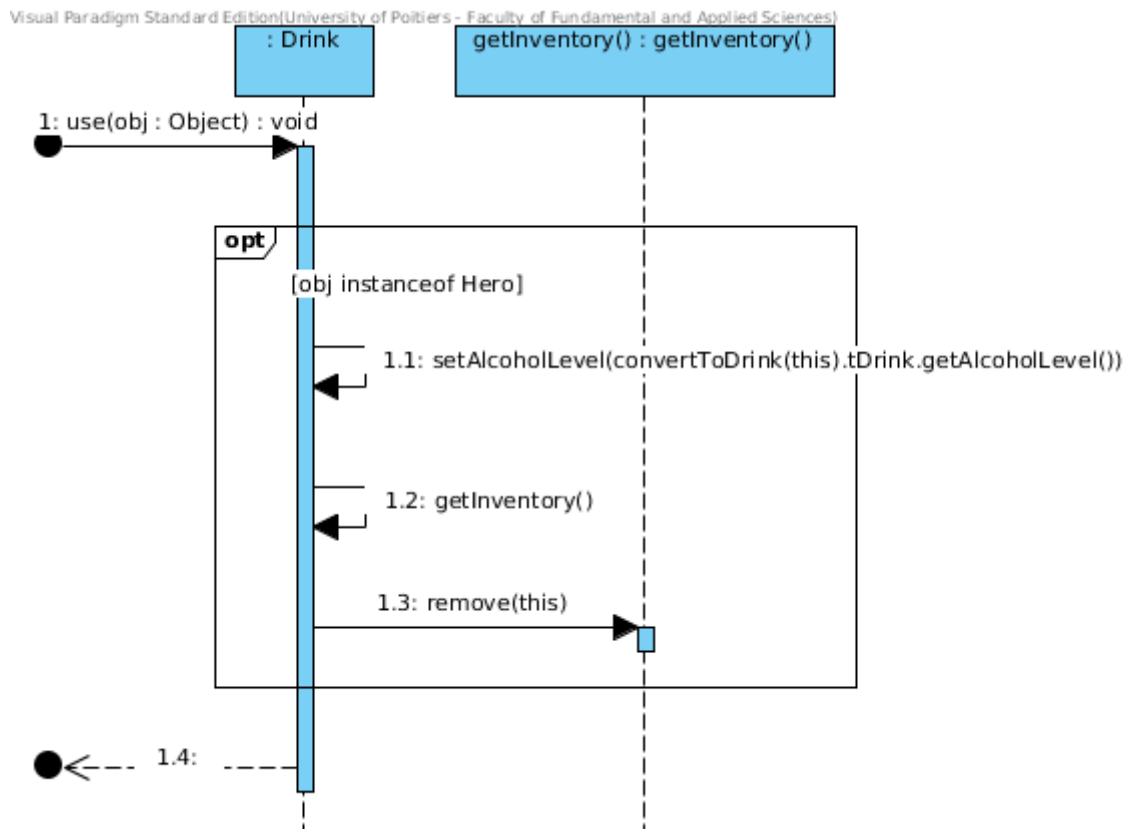 Visual Paradigm Standard Edition(University of Poitiers - Faculty of Fundamental and Applied Sciences)
: Drink
getInventory() : getInventory()
1: use(obj : Object) : void
opt
[obj instanceof Hero]
1.1: setAlcoholLevel(convertToDrink(this).tDrink.getAlcoholLevel())
1.2: getInventory()
1.3: remove(this)
1.4: